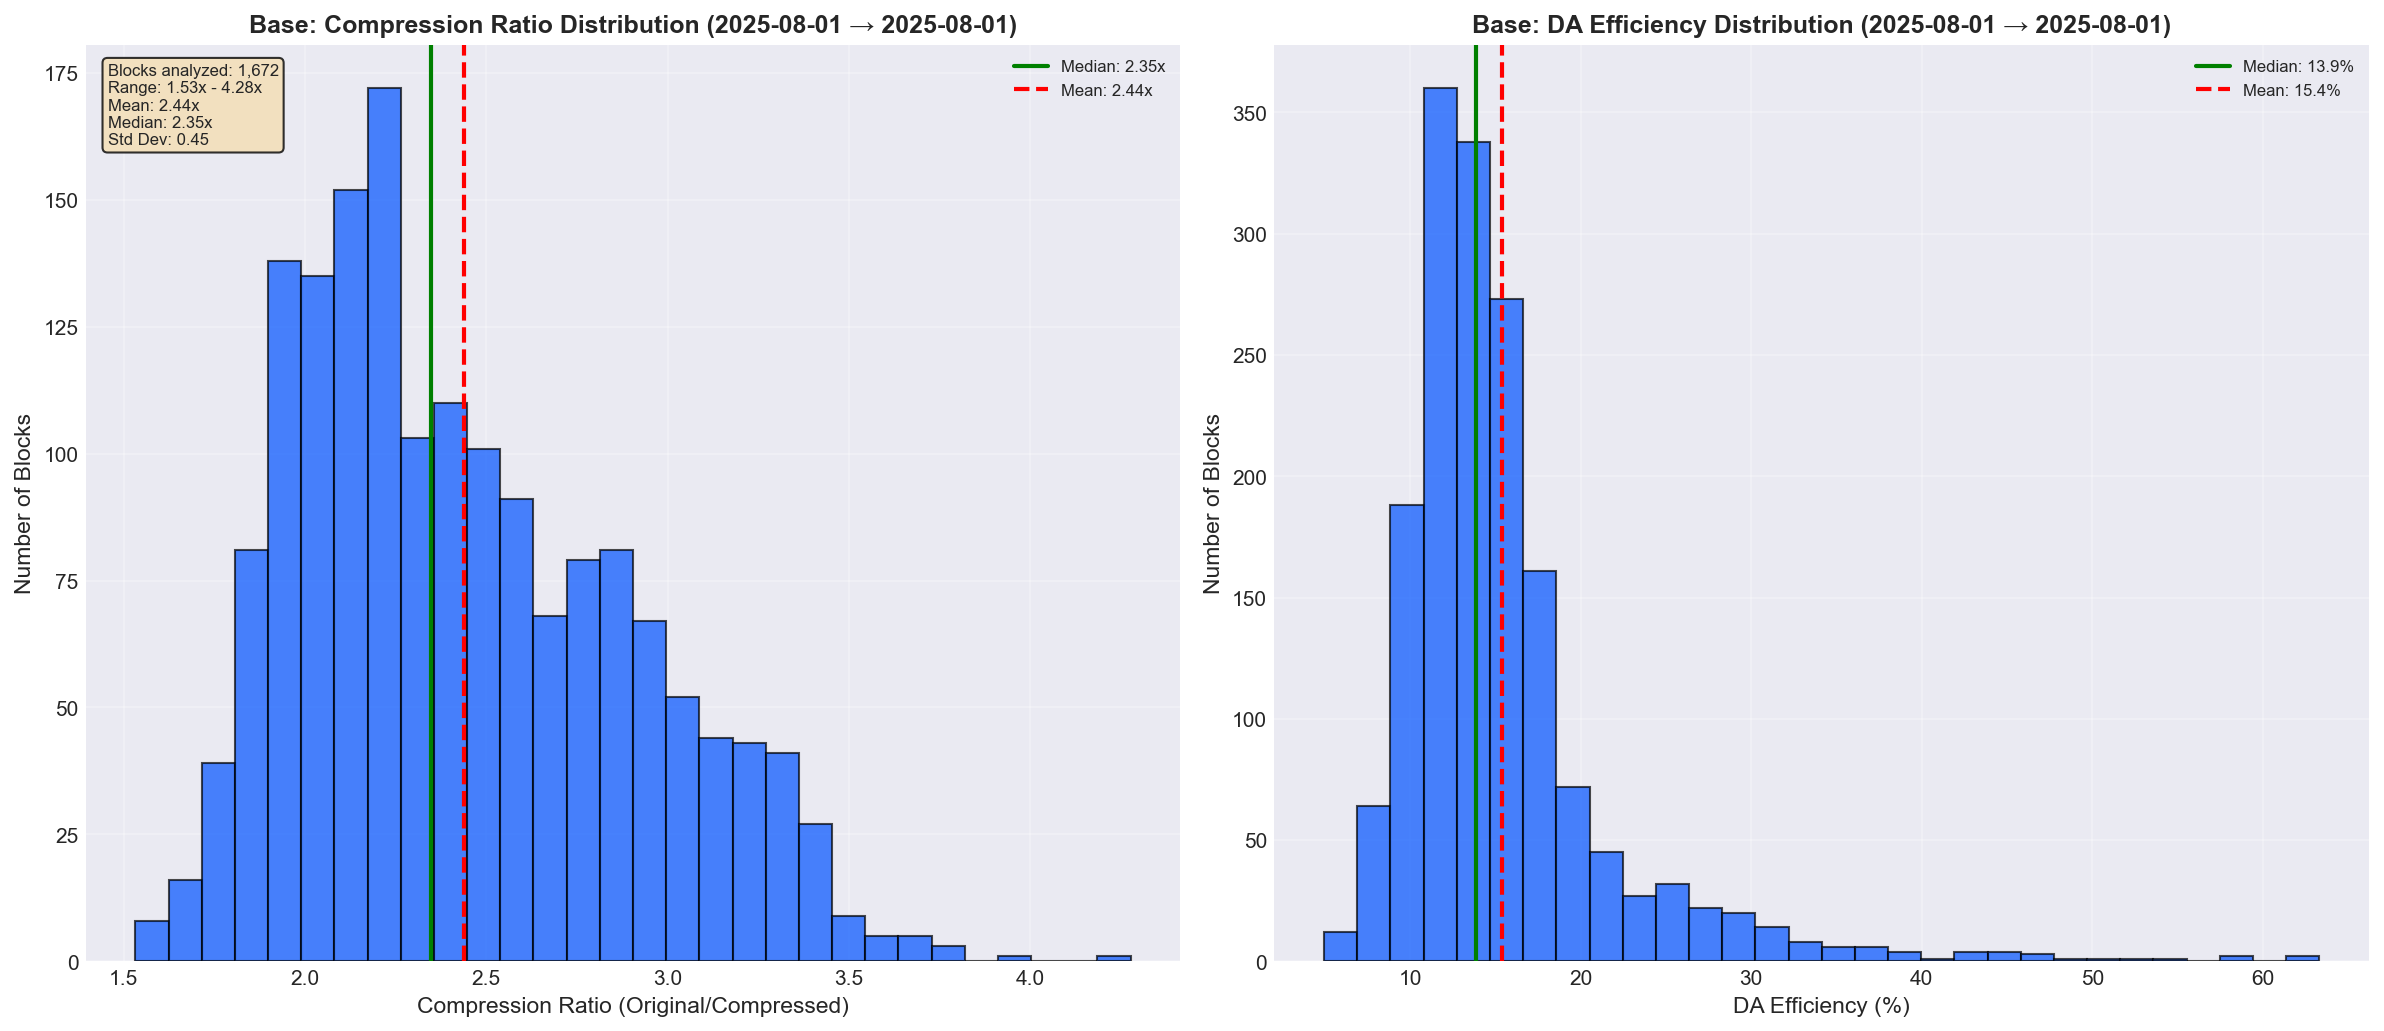 Base: Compression Ratio Distribution (2025-08-01 → 2025-08-01)
Blocks analyzed: 1,672
Range: 1.53x - 4.28x
Mean: 2.44x
Median: 2.35x
Std Dev: 0.45
Median: 2.35x
Mean: 2.44x
Number of Blocks
175
150
125
100
75
50
25
0
1.5 2.0 2.5 3.0 3.5 4.0
Compression Ratio (Original/Compressed)
Base: DA Efficiency Distribution (2025-08-01 → 2025-08-01)
Median: 13.9%
Mean: 15.4%
Number of Blocks
350
300
250
200
150
100
50
0
10 20 30 40 50 60
DA Efficiency (%)